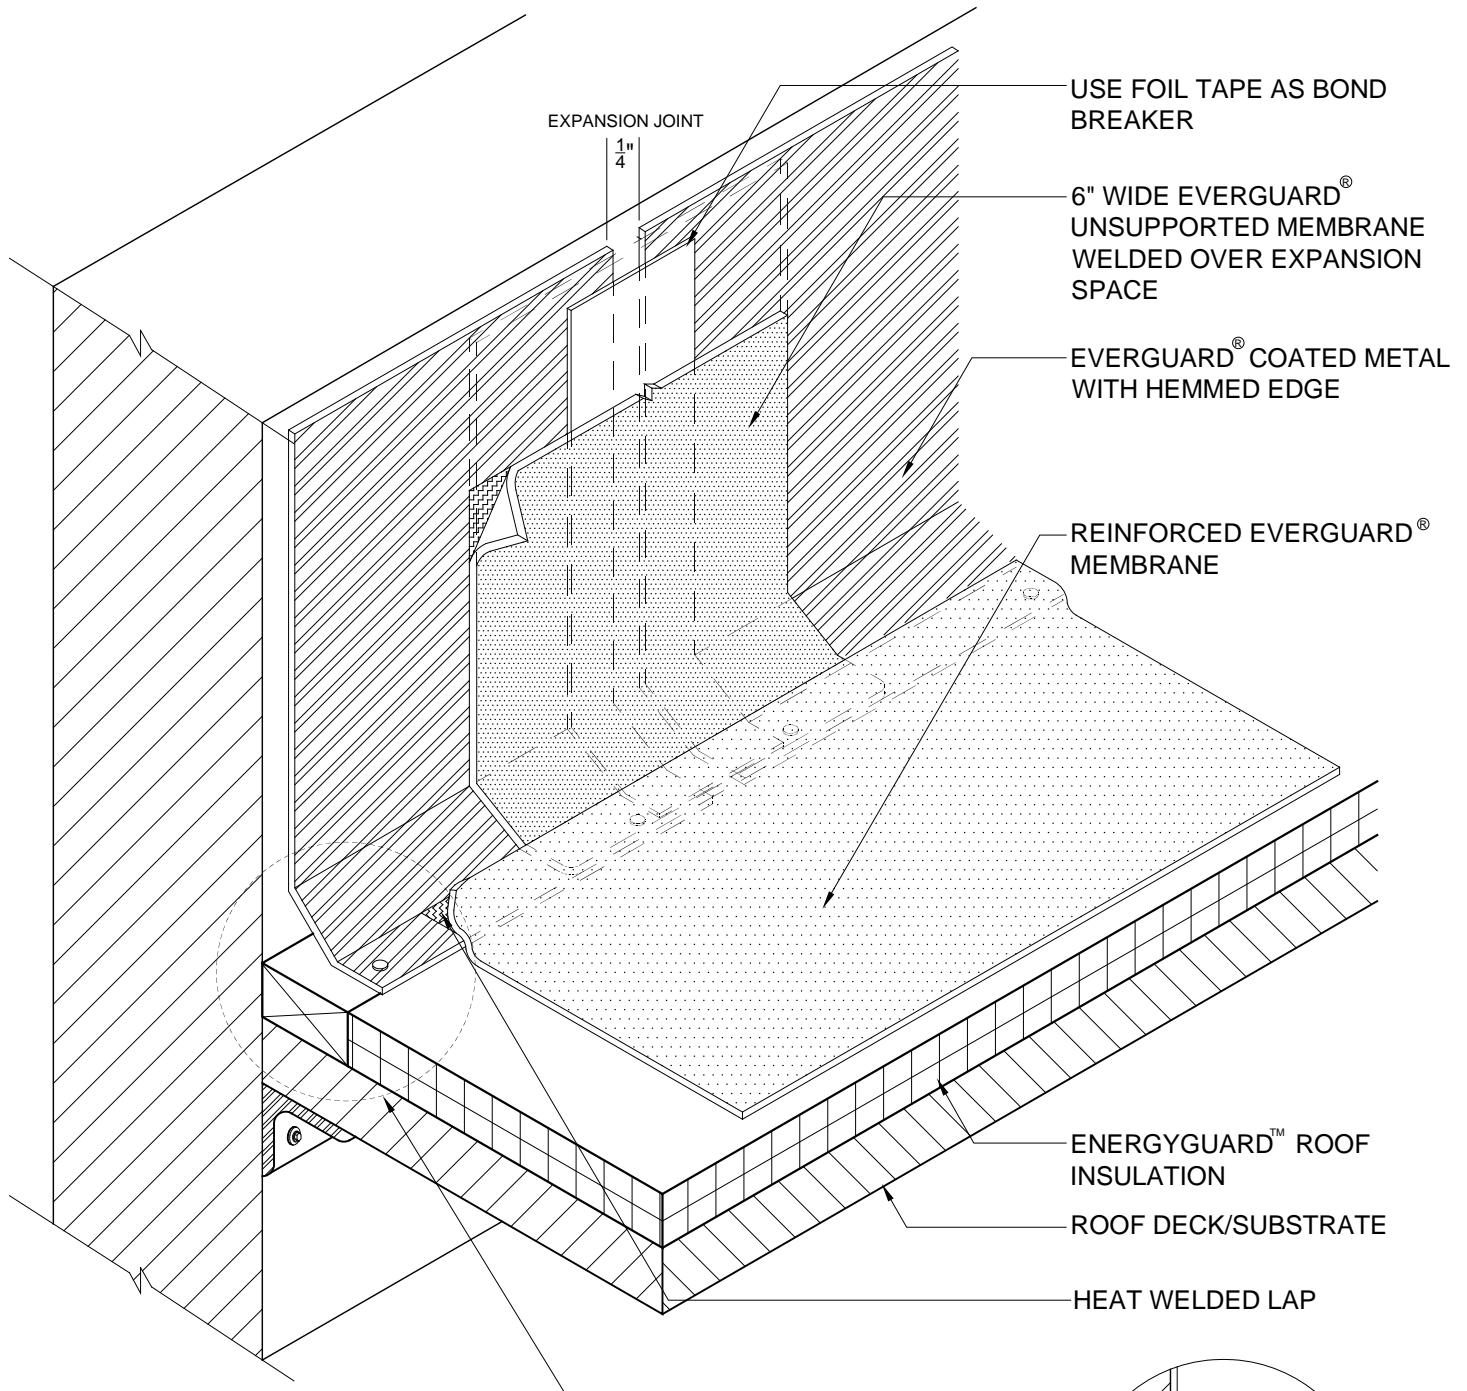 USE FOIL TAPE AS BOND
BREAKER
EXPANSION JOINT
1/4"
6" WIDE EVERGUARD®
UNSUPPORTED MEMBRANE
WELDED OVER EXPANSION
SPACE
EVERGUARD® COATED METAL
WITH HEMMED EDGE
REINFORCED EVERGUARD®
MEMBRANE
ENERGYGUARD™ ROOF
INSULATION
ROOF DECK/SUBSTRATE
HEAT WELDED LAP